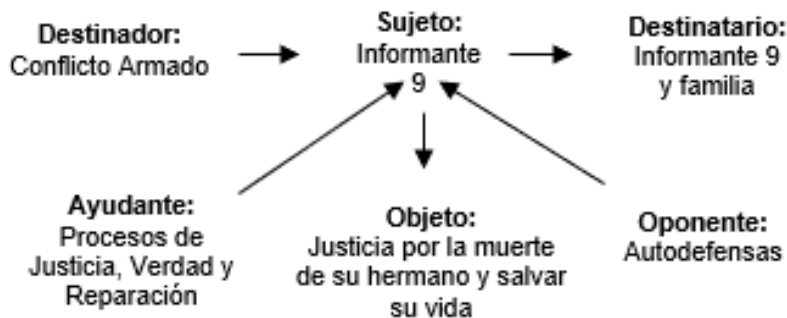 Destinador:
Conflicto Armado
Sujeto:
Informante
9
Destinatario:
Informante 9
y familia
Ayudante:
Procesos de
Justicia, Verdad y
Reparación
Objeto:
Justicia por la muerte
de su hermano y salvar
su vida
Oponente:
Autodefensas